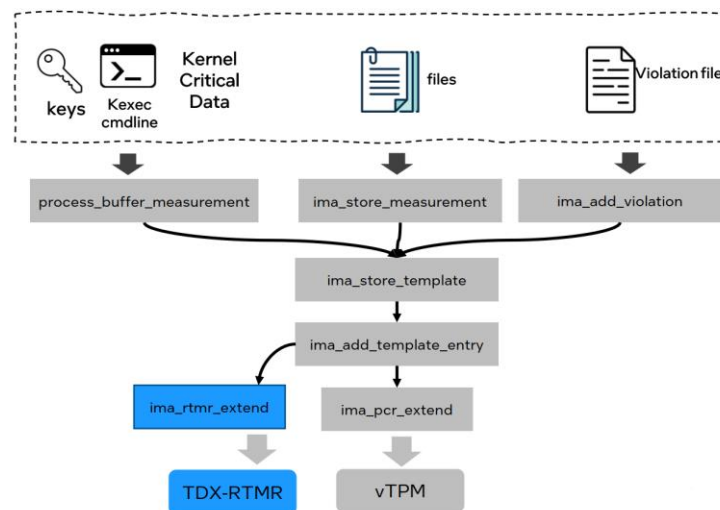 keys
Kexec
cmdline
Kernel
Critical
Data
files
Violation file
process_buffer_measurement
ima_store_measurement
ima_add_violation
ima_store_template
ima_add_template_entry
ima_rtmr_extend
ima_pcr_extend
TDX-RTMR
vTPM